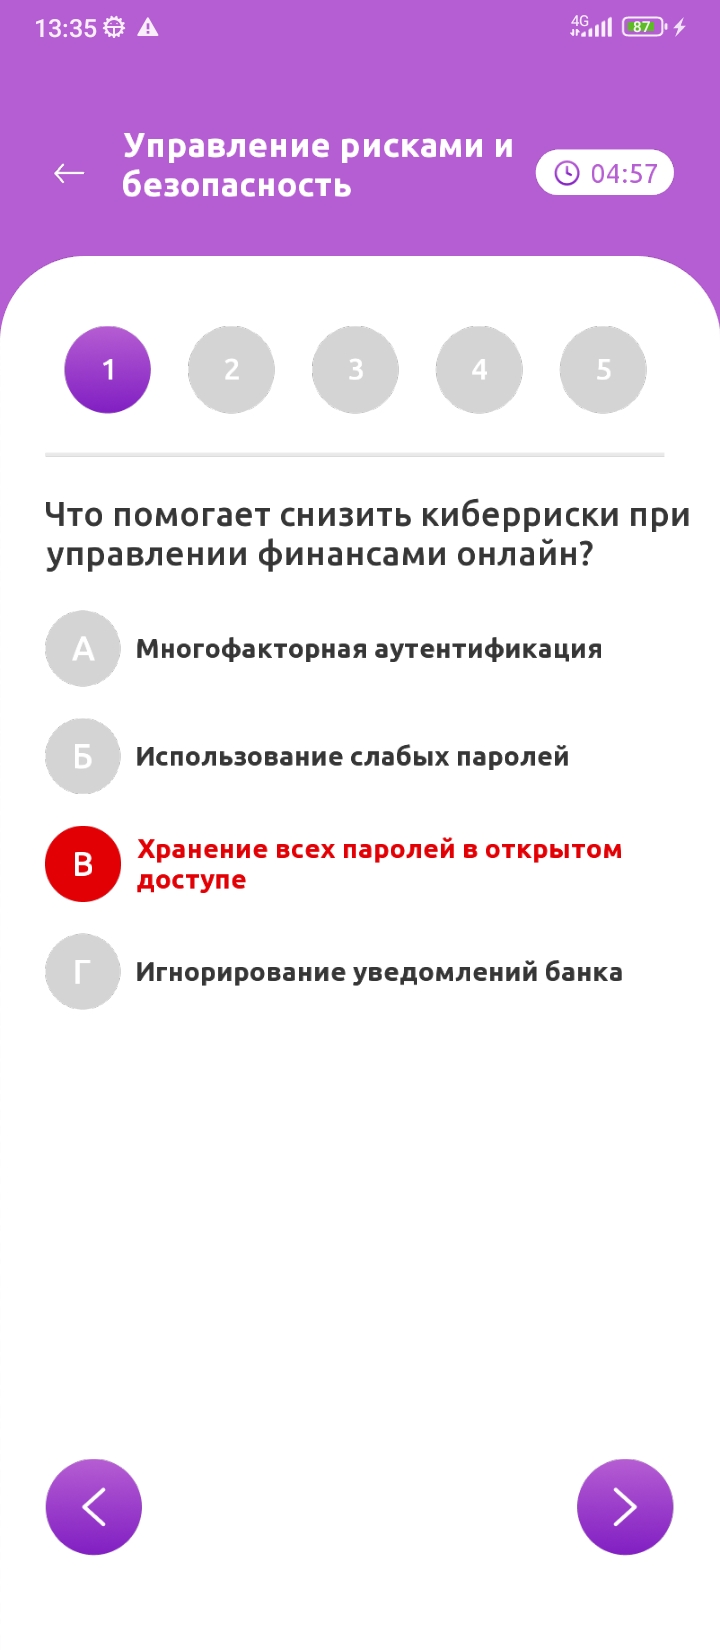 13:35
4G
87
Управление рисками и
безопасность
04:57
1 2 3 4 5
Что помогает снизить киберриски при
управлении финансами онлайн?
А Многофакторная аутентификация
Б Использование слабых паролей
В Хранение всех паролей в открытом
доступе
Г Игнорирование уведомлений банка